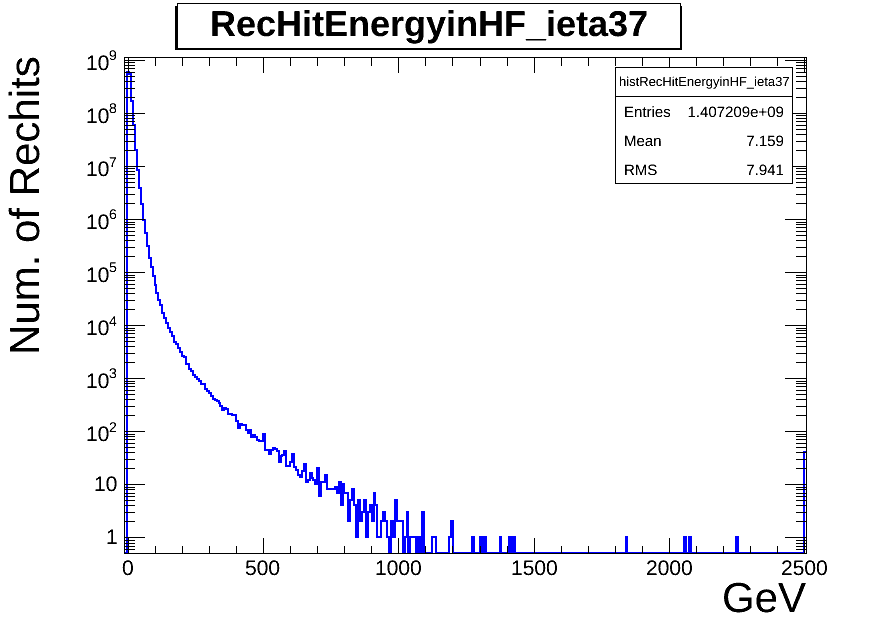 RecHitEnergyinHF_ieta37
Num. of Rechits
10^9
10^8
10^7
10^6
10^5
10^4
10^3
10^2
10
1
histRecHitEnergyinHF_ieta37
Entries 1.407209e+09
Mean 7.159
RMS 7.941
0 500 1000 1500 2000 2500
GeV